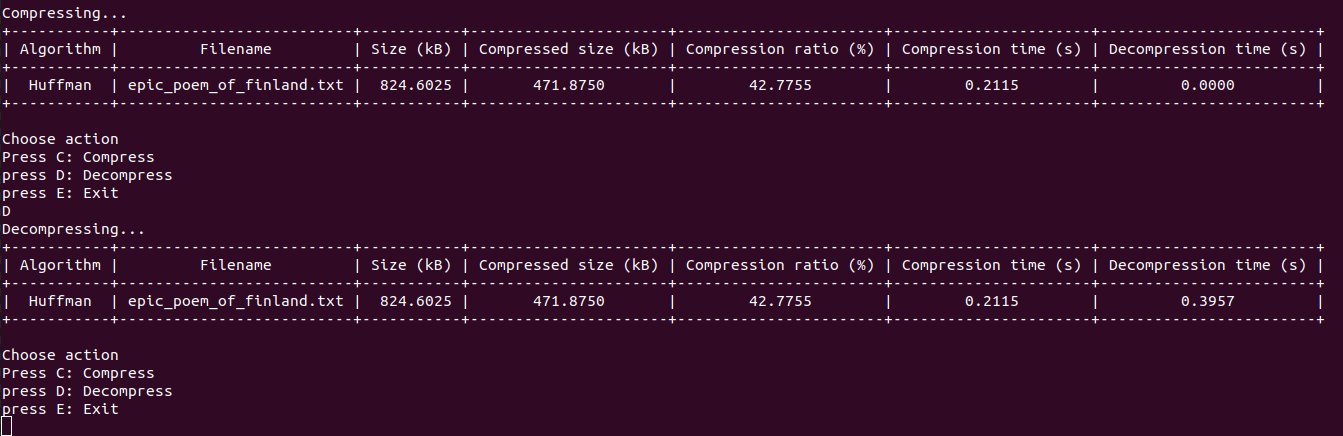 Compressing...
+-----------+--------------------------+-----------+----------------------+-----------------------+----------------------+------------------------+
| Algorithm |         Filename         | Size (kB) | Compressed size (kB) | Compression ratio (%) | Compression time (s) | Decompression time (s) |
+-----------+--------------------------+-----------+----------------------+-----------------------+----------------------+------------------------+
|  Huffman  | epic_poem_of_finland.txt |  824.6025 |       471.8750       |        42.7755        |        0.2115        |         0.0000         |
+-----------+--------------------------+-----------+----------------------+-----------------------+----------------------+------------------------+
Choose action
Press C: Compress
press D: Decompress
press E: Exit
D
Decompressing...
+-----------+--------------------------+-----------+----------------------+-----------------------+----------------------+------------------------+
| Algorithm |         Filename         | Size (kB) | Compressed size (kB) | Compression ratio (%) | Compression time (s) | Decompression time (s) |
+-----------+--------------------------+-----------+----------------------+-----------------------+----------------------+------------------------+
|  Huffman  | epic_poem_of_finland.txt |  824.6025 |       471.8750       |        42.7755        |        0.2115        |         0.3957         |
+-----------+--------------------------+-----------+----------------------+-----------------------+----------------------+------------------------+
Choose action
Press C: Compress
press D: Decompress
press E: Exit